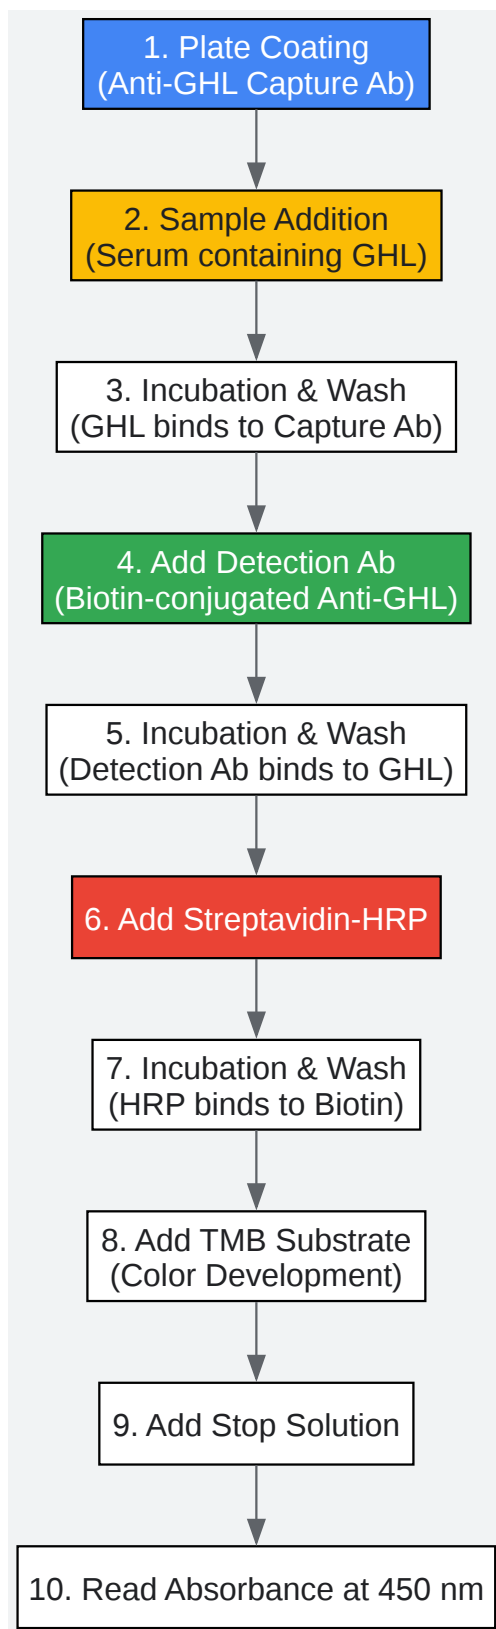 1. Plate Coating
(Anti-GHL Capture Ab)
2. Sample Addition
(Serum containing GHL)
3. Incubation & Wash
(GHL binds to Capture Ab)
4. Add Detection Ab
(Biotin-conjugated Anti-GHL)
5. Incubation & Wash
(Detection Ab binds to GHL)
6. Add Streptavidin-HRP
7. Incubation & Wash
(HRP binds to Biotin)
8. Add TMB Substrate
(Color Development)
9. Add Stop Solution
10. Read Absorbance at 450 nm